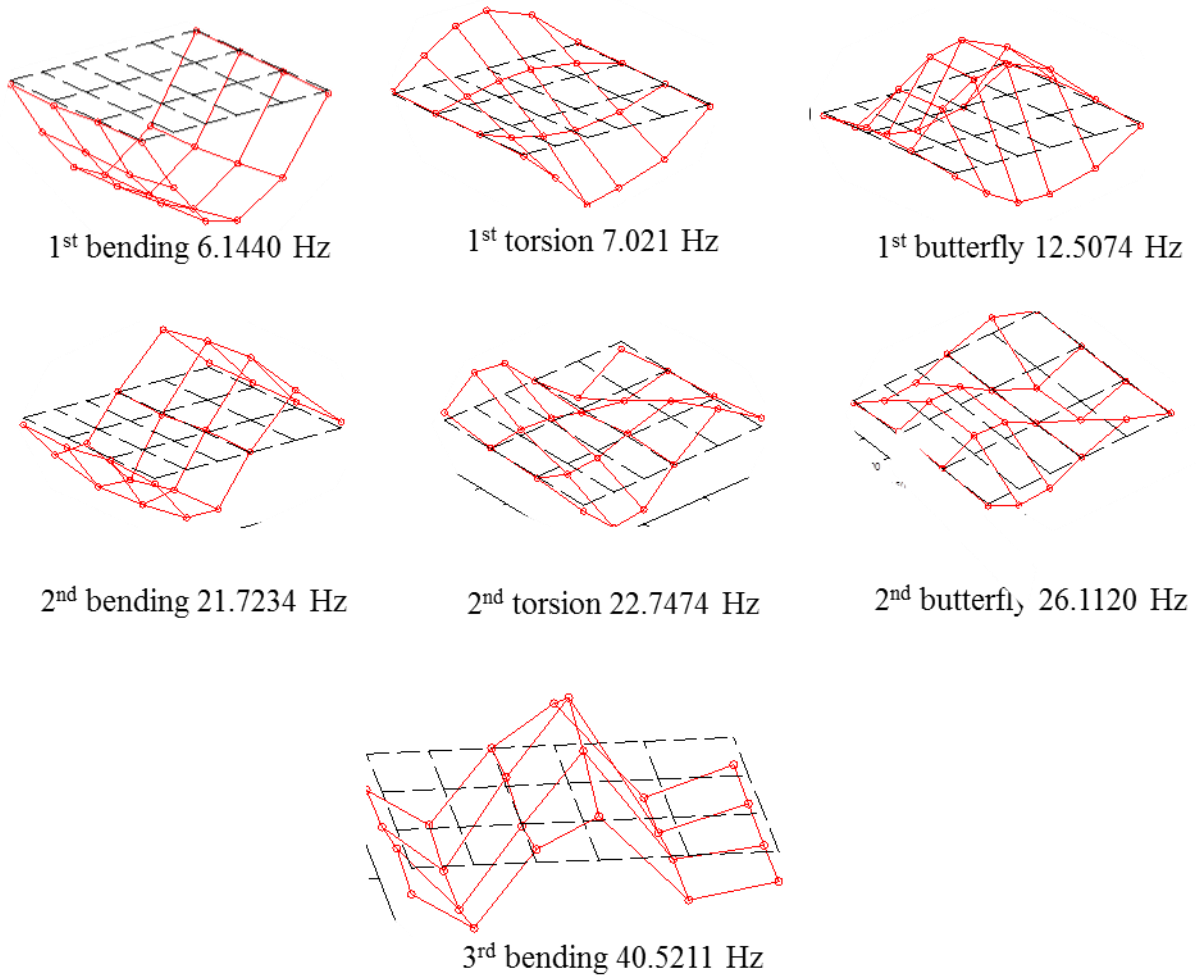 1st bending 6.1440 Hz
1st torsion 7.021 Hz
1st butterfly 12.5074 Hz
2nd bending 21.7234 Hz
2nd torsion 22.7474 Hz
2nd butterfly 26.1120 Hz
3rd bending 40.5211 Hz